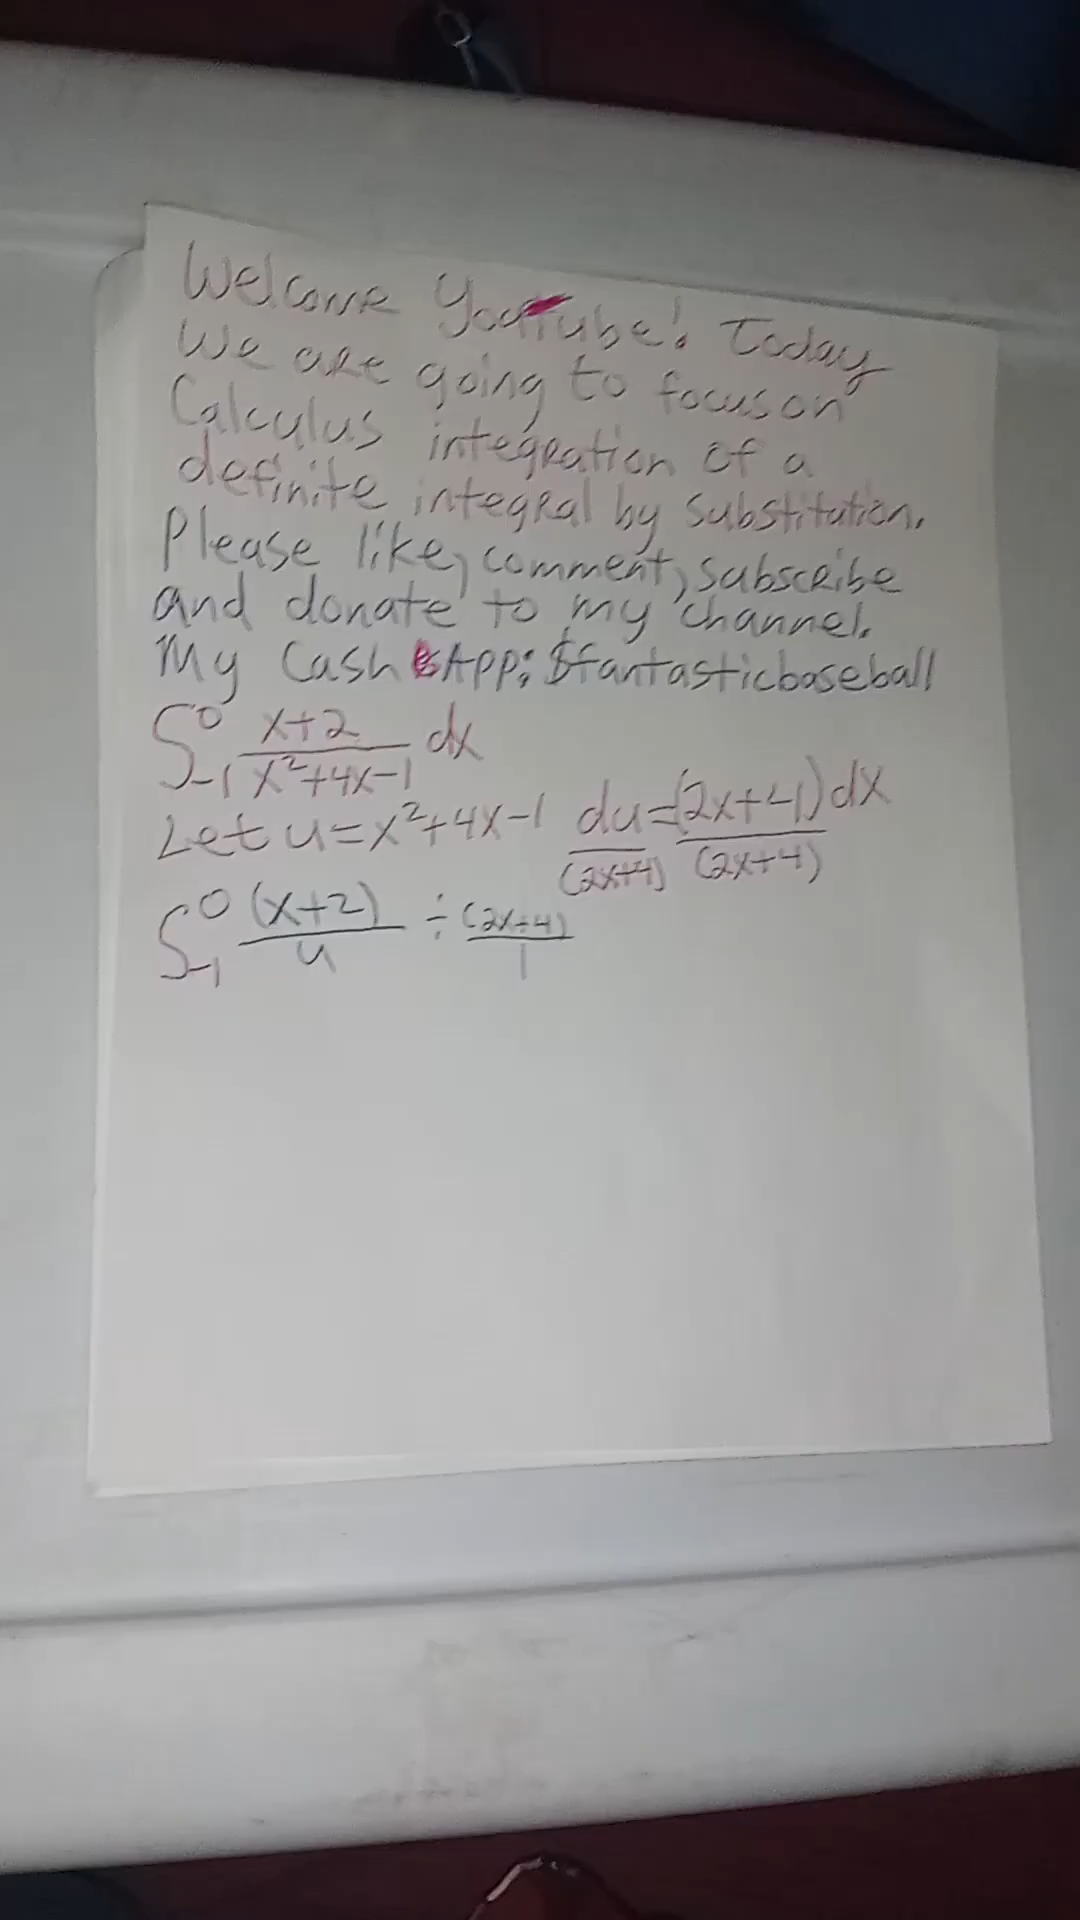 Welcome YouTube! Today
We are going to focus on
Calculus integration of a
definite integral by substitution.
Please like, comment, subscribe
and donate to my channel.
My Cash App: $fantasticbaseball
∫₋₁⁰ (x+2)/(x²+4x-1) dx
Let u=x²+4x-1 du/(2x+4)=(2x+4)dx/(2x+4)
∫₋₁⁰ (x+2)/u ÷ (2x+4)/1